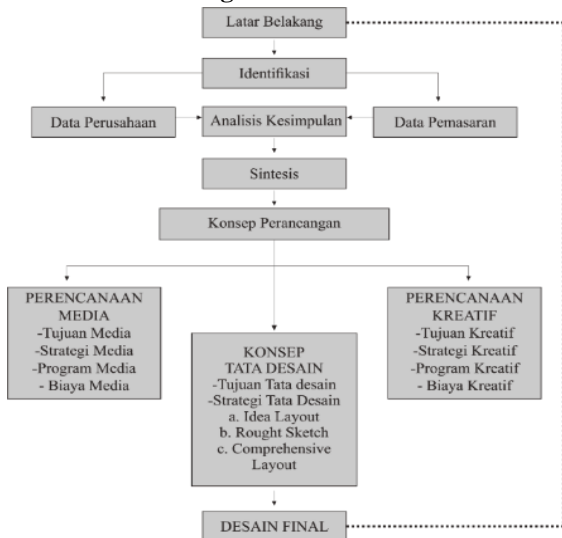 Latar Belakang
Identifikasi
Data Perusahaan
Analisis Kesimpulan
Data Pemasaran
Sintesis
Konsep Perancangan
PERENCANAAN
MEDIA
-Tujuan Media
-Strategi Media
-Program Media
- Biaya Media
KONSEP
TATA DESAIN
-Tujuan Tata desain
-Strategi Tata Desain
a. Idea Layout
b. Rought Sketch
c. Comprehensive
Layout
PERENCANAAN
KREATIF
-Tujuan Kreatif
-Strategi Kreatif
-Program Kreatif
- Biaya Kreatif
DESAIN FINAL